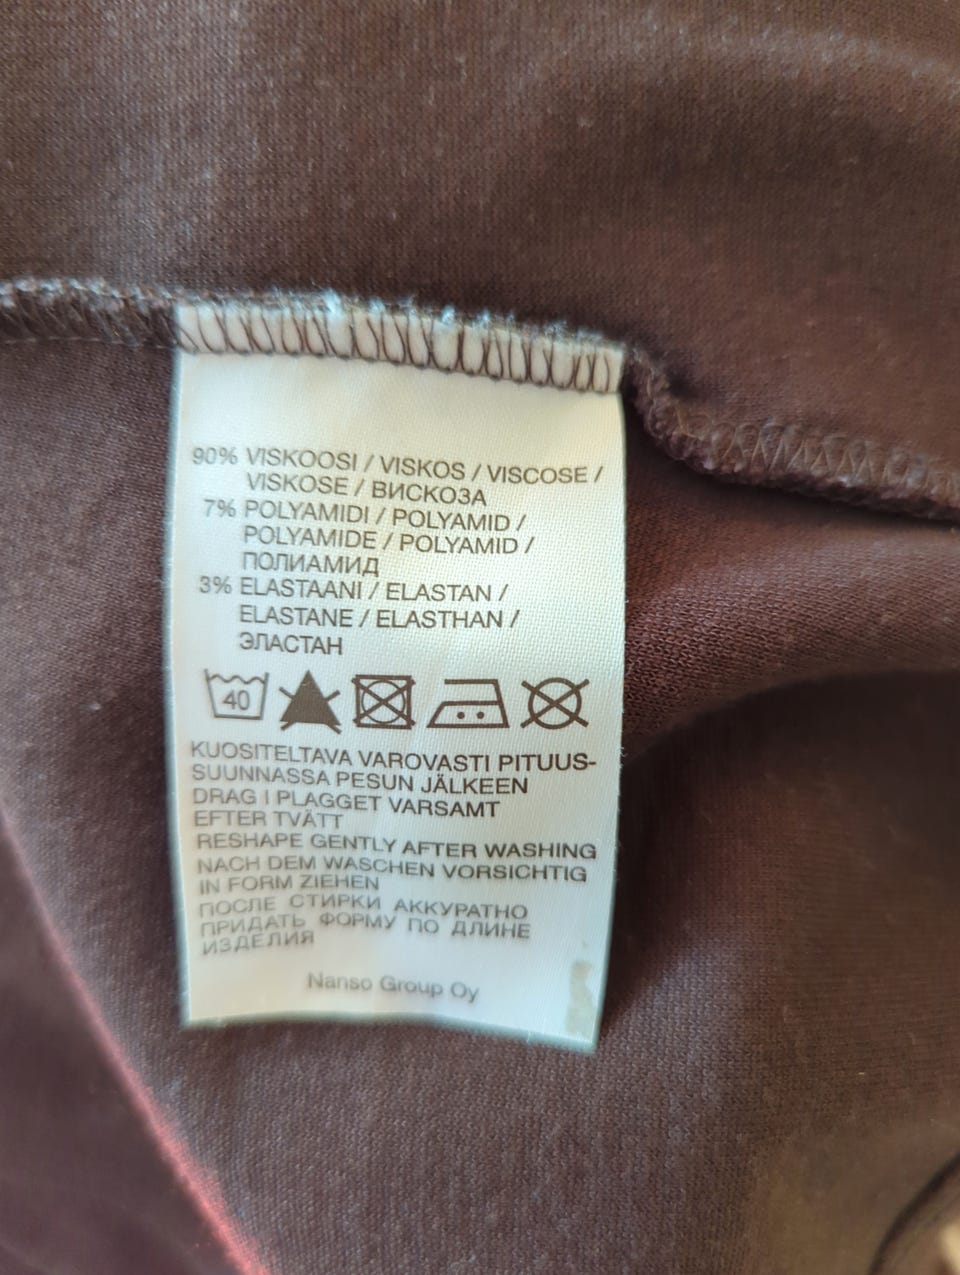 90% VISKOOSI / VISKOS / VISCOSE /
VISKOSE / ВИСКОЗА
7% POLYAMIDI / POLYAMID /
POLYAMIDE / POLYAMID /
ПОЛИАМИД
3% ELASTAANI / ELASTAN /
ELASTANE / ELASTHAN /
ЭЛАСТАН
40
KUOSITELTAVA VAROVASTI PITUUS-
SUUNNASSA PESUN JÄLKEEN
DRAG I PLAGGET VARSAMT
EFTER TVÄTT
RESHAPE GENTLY AFTER WASHING
NACH DEM WASCHEN VORSICHTIG
IN FORM ZIEHEN
ПОСЛЕ СТИРКИ АККУРАТНО
ПРИДАТЬ ФОРМУ ПО ДЛИНЕ
ИЗДЕЛИЯ
Nanso Group Oy